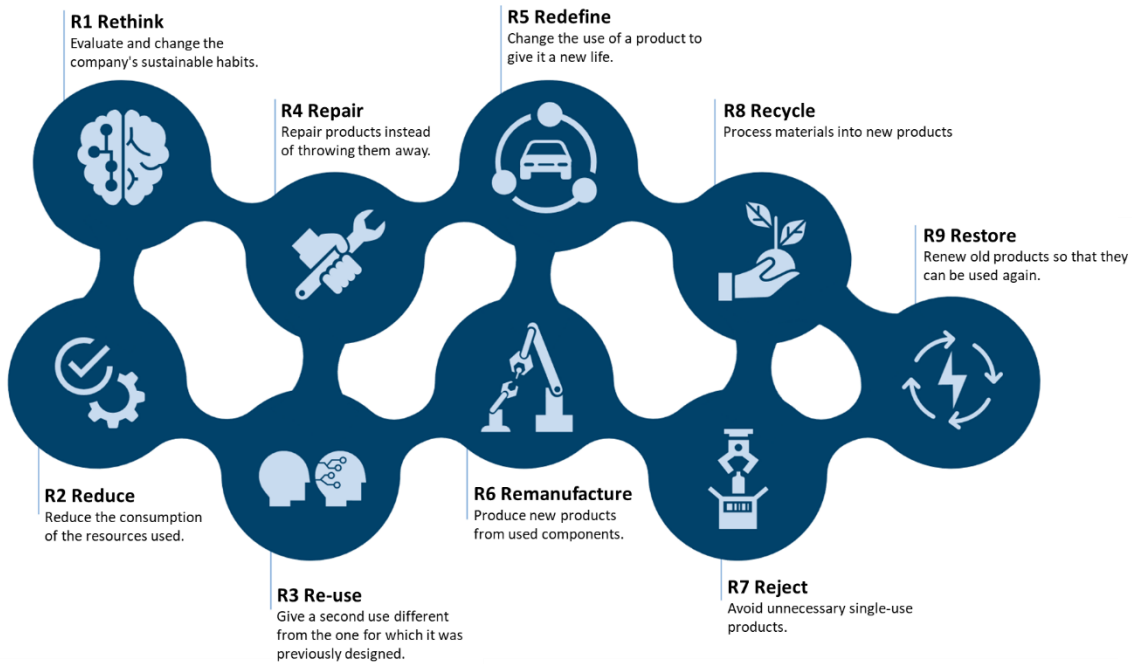 R1 Rethink
Evaluate and change the
company's sustainable habits.
R5 Redefine
Change the use of a product to
give it a new life.
R4 Repair
Repair products instead
of throwing them away.
R8 Recycle
Process materials into new products
R9 Restore
Renew old products so that they
can be used again.
R2 Reduce
Reduce the consumption
of the resources used.
R6 Remanufacture
Produce new products
from used components.
R3 Re-use
Give a second use different
from the one for which it was
previously designed.
R7 Reject
Avoid unnecessary single-use
products.